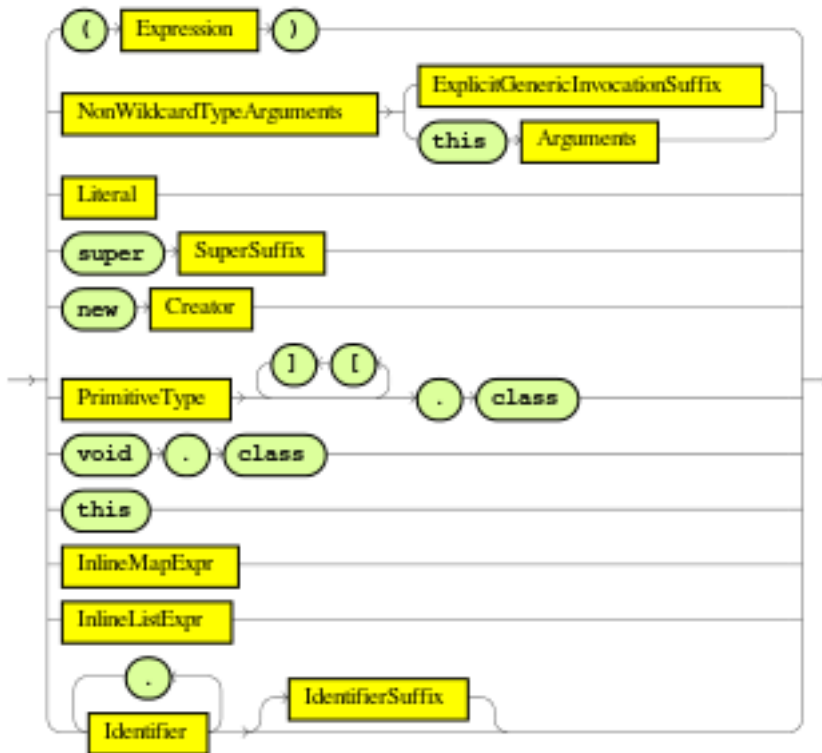 ( Expression )
ExplicitGenericInvocationSuffix
NonWildcardTypeArguments
this Arguments
Literal
super SuperSuffix
new Creator
] [
PrimitiveType . class
void . class
this
InlineMapExpr
InlineListExpr
.
IdentifierSuffix
Identifier